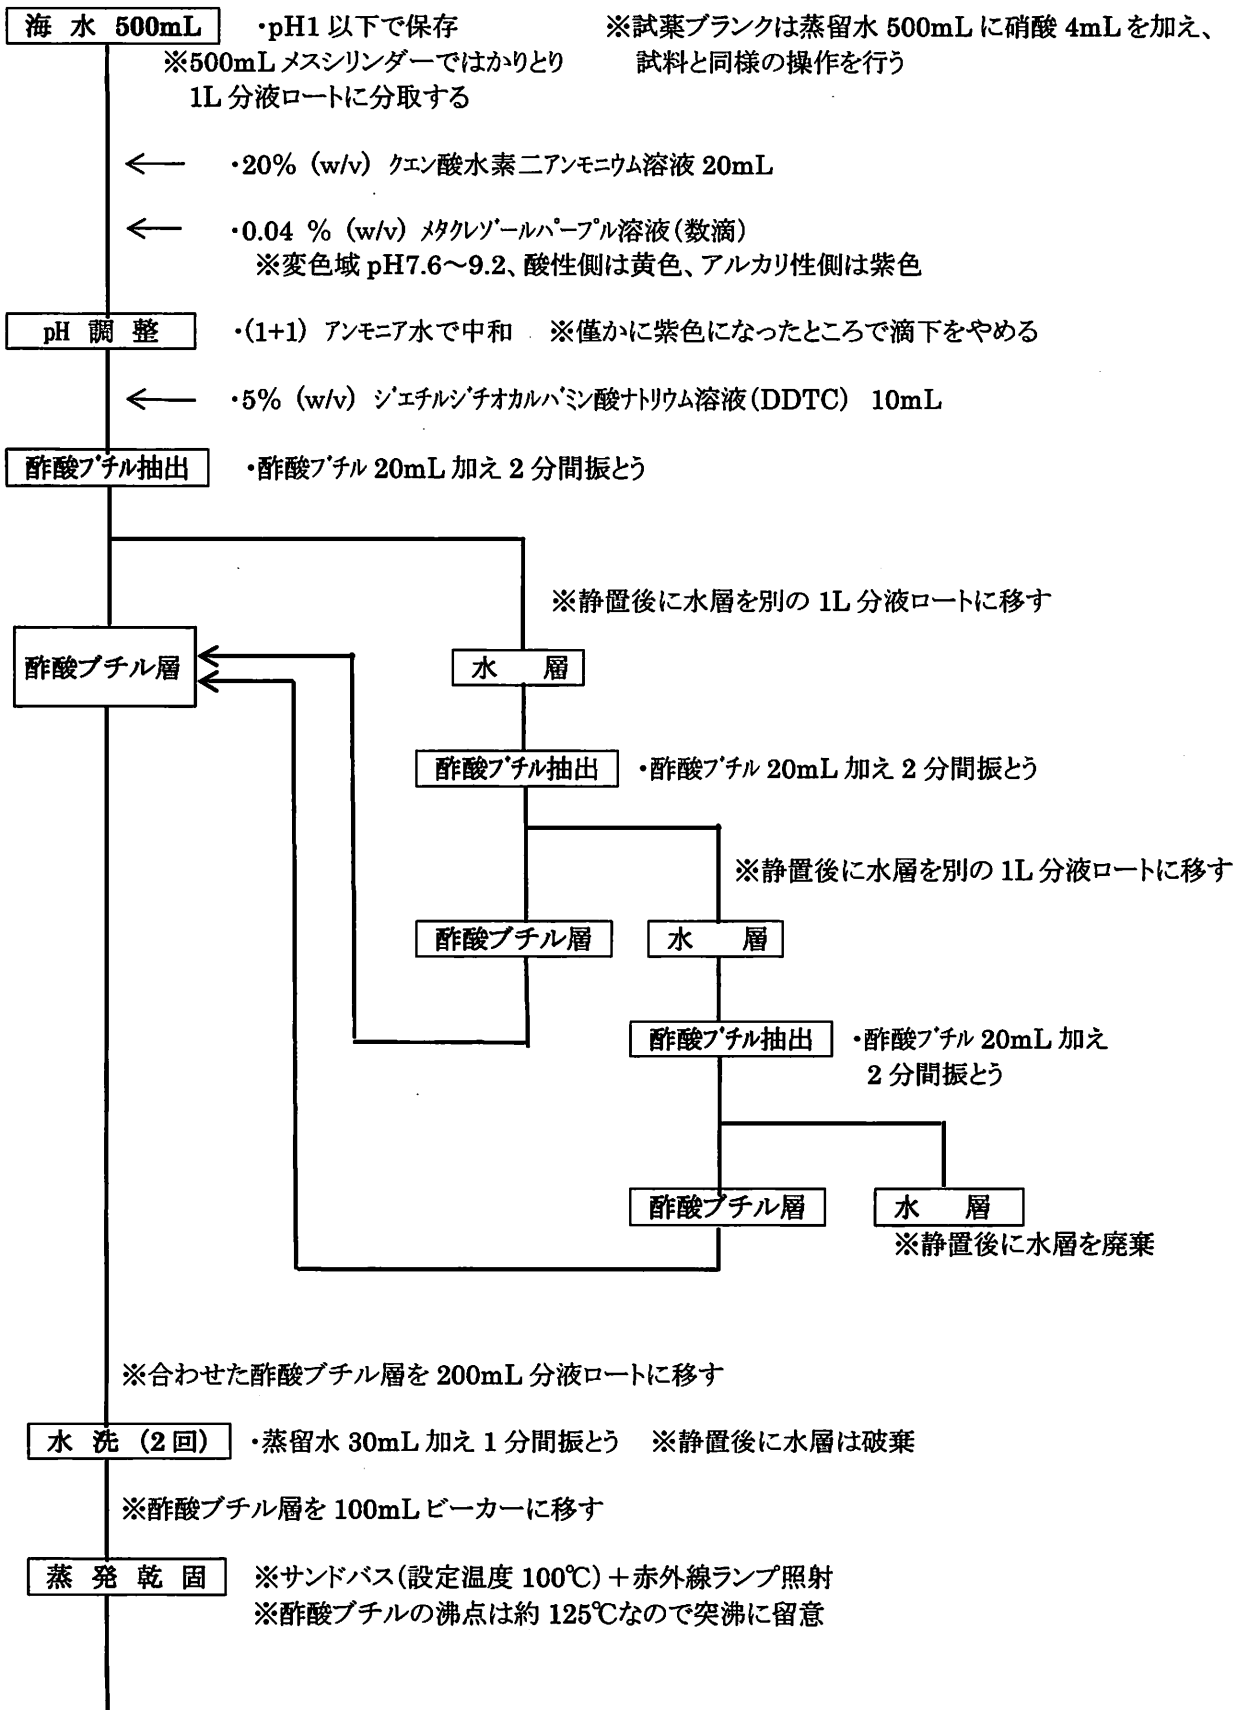 海 水 500mL ・pH1 以下で保存 ※試薬ブランクは蒸留水 500mL に硝酸 4mL を加え、
※500mL メスシリンダーではかりとり 試料と同様の操作を行う
1L 分液ロートに分取する
・20% (w/v) クエン酸水素二アンモニウム溶液 20mL
・0.04 % (w/v) メタクレゾールパープル溶液(数滴)
※変色域 pH7.6～9.2、酸性側は黄色、アルカリ性側は紫色
pH 調 整 ・(1+1) アンモニア水で中和 ※僅かに紫色になったところで滴下をやめる
・5% (w/v) ジエチルジチオカルバミン酸ナトリウム溶液(DDTC) 10mL
酢酸ブチル抽出 ・酢酸ブチル 20mL 加え 2 分間振とう
※静置後に水層を別の 1L 分液ロートに移す
酢酸ブチル層
水 層
酢酸ブチル抽出 ・酢酸ブチル 20mL 加え 2 分間振とう
※静置後に水層を別の 1L 分液ロートに移す
酢酸ブチル層 水 層
酢酸ブチル抽出 ・酢酸ブチル 20mL 加え
2 分間振とう
酢酸ブチル層 水 層
※静置後に水層を廃棄
※合わせた酢酸ブチル層を 200mL 分液ロートに移す
水 洗 (2 回) ・蒸留水 30mL 加え 1 分間振とう ※静置後に水層は破棄
※酢酸ブチル層を 100mL ビーカーに移す
蒸 発 乾 固 ※サンドバス(設定温度 100℃)＋赤外線ランプ照射
※酢酸ブチルの沸点は約 125℃なので突沸に留意